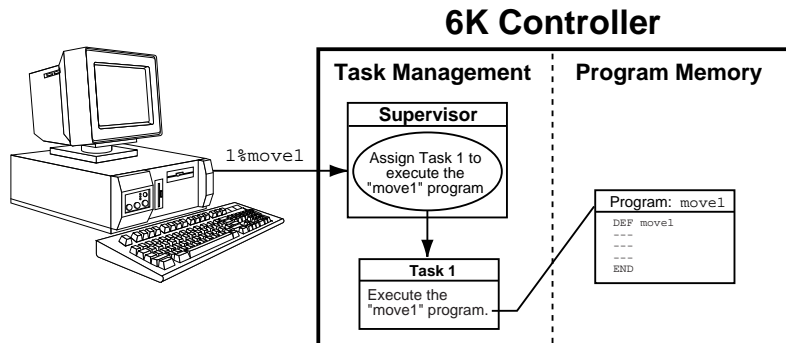 6K Controller
Task Management
Program Memory
Supervisor
1%move1
Assign Task 1 to
execute the
"move1" program
Program: move1
DEF move1
---
---
---
END
Task 1
Execute the
"move1" program.